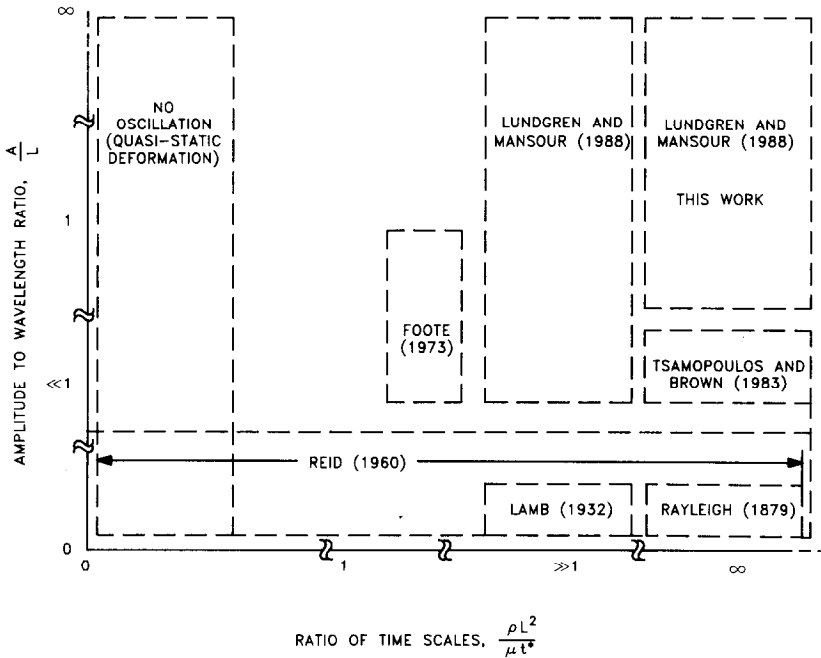 ∞
NO
OSCILLATION
(QUASI-STATIC
DEFORMATION)
LUNDGREN AND
MANSOUR (1988)
LUNDGREN AND
MANSOUR (1988)
THIS WORK
AMPLITUDE TO WAVELENGTH RATIO, A/L
1
FOOTE
(1973)
TSAMOPOULOS AND
BROWN (1983)
≪1
REID (1960)
LAMB (1932)
RAYLEIGH (1879)
0
0
1
≫1
∞
RATIO OF TIME SCALES, ρL²/μt*